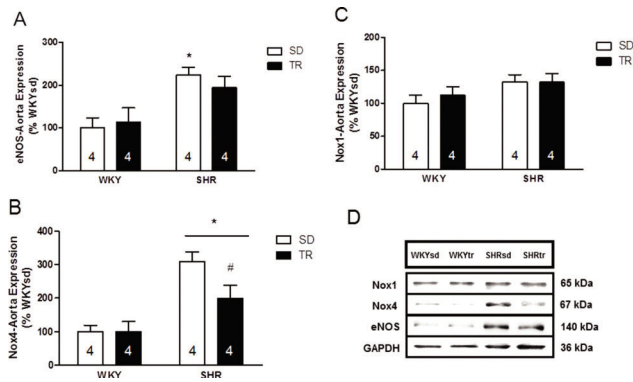 A
eNOS-Aorta Expression
(% WKYsd)
300
200
100
0
*
4 4 4 4
WKY SHR
SD
TR
B
Nox4-Aorta Expression
(% WKYsd)
400
300
200
100
0
*
#
4 4 4 4
WKY SHR
SD
TR
C
Nox1-Aorta Expression
(% WKYsd)
200
150
100
50
0
4 4 4 4
WKY SHR
SD
TR
D
WKYsd WKYtr SHRsd SHRtr
Nox1 65 kDa
Nox4 67 kDa
eNOS 140 kDa
GAPDH 36 kDa